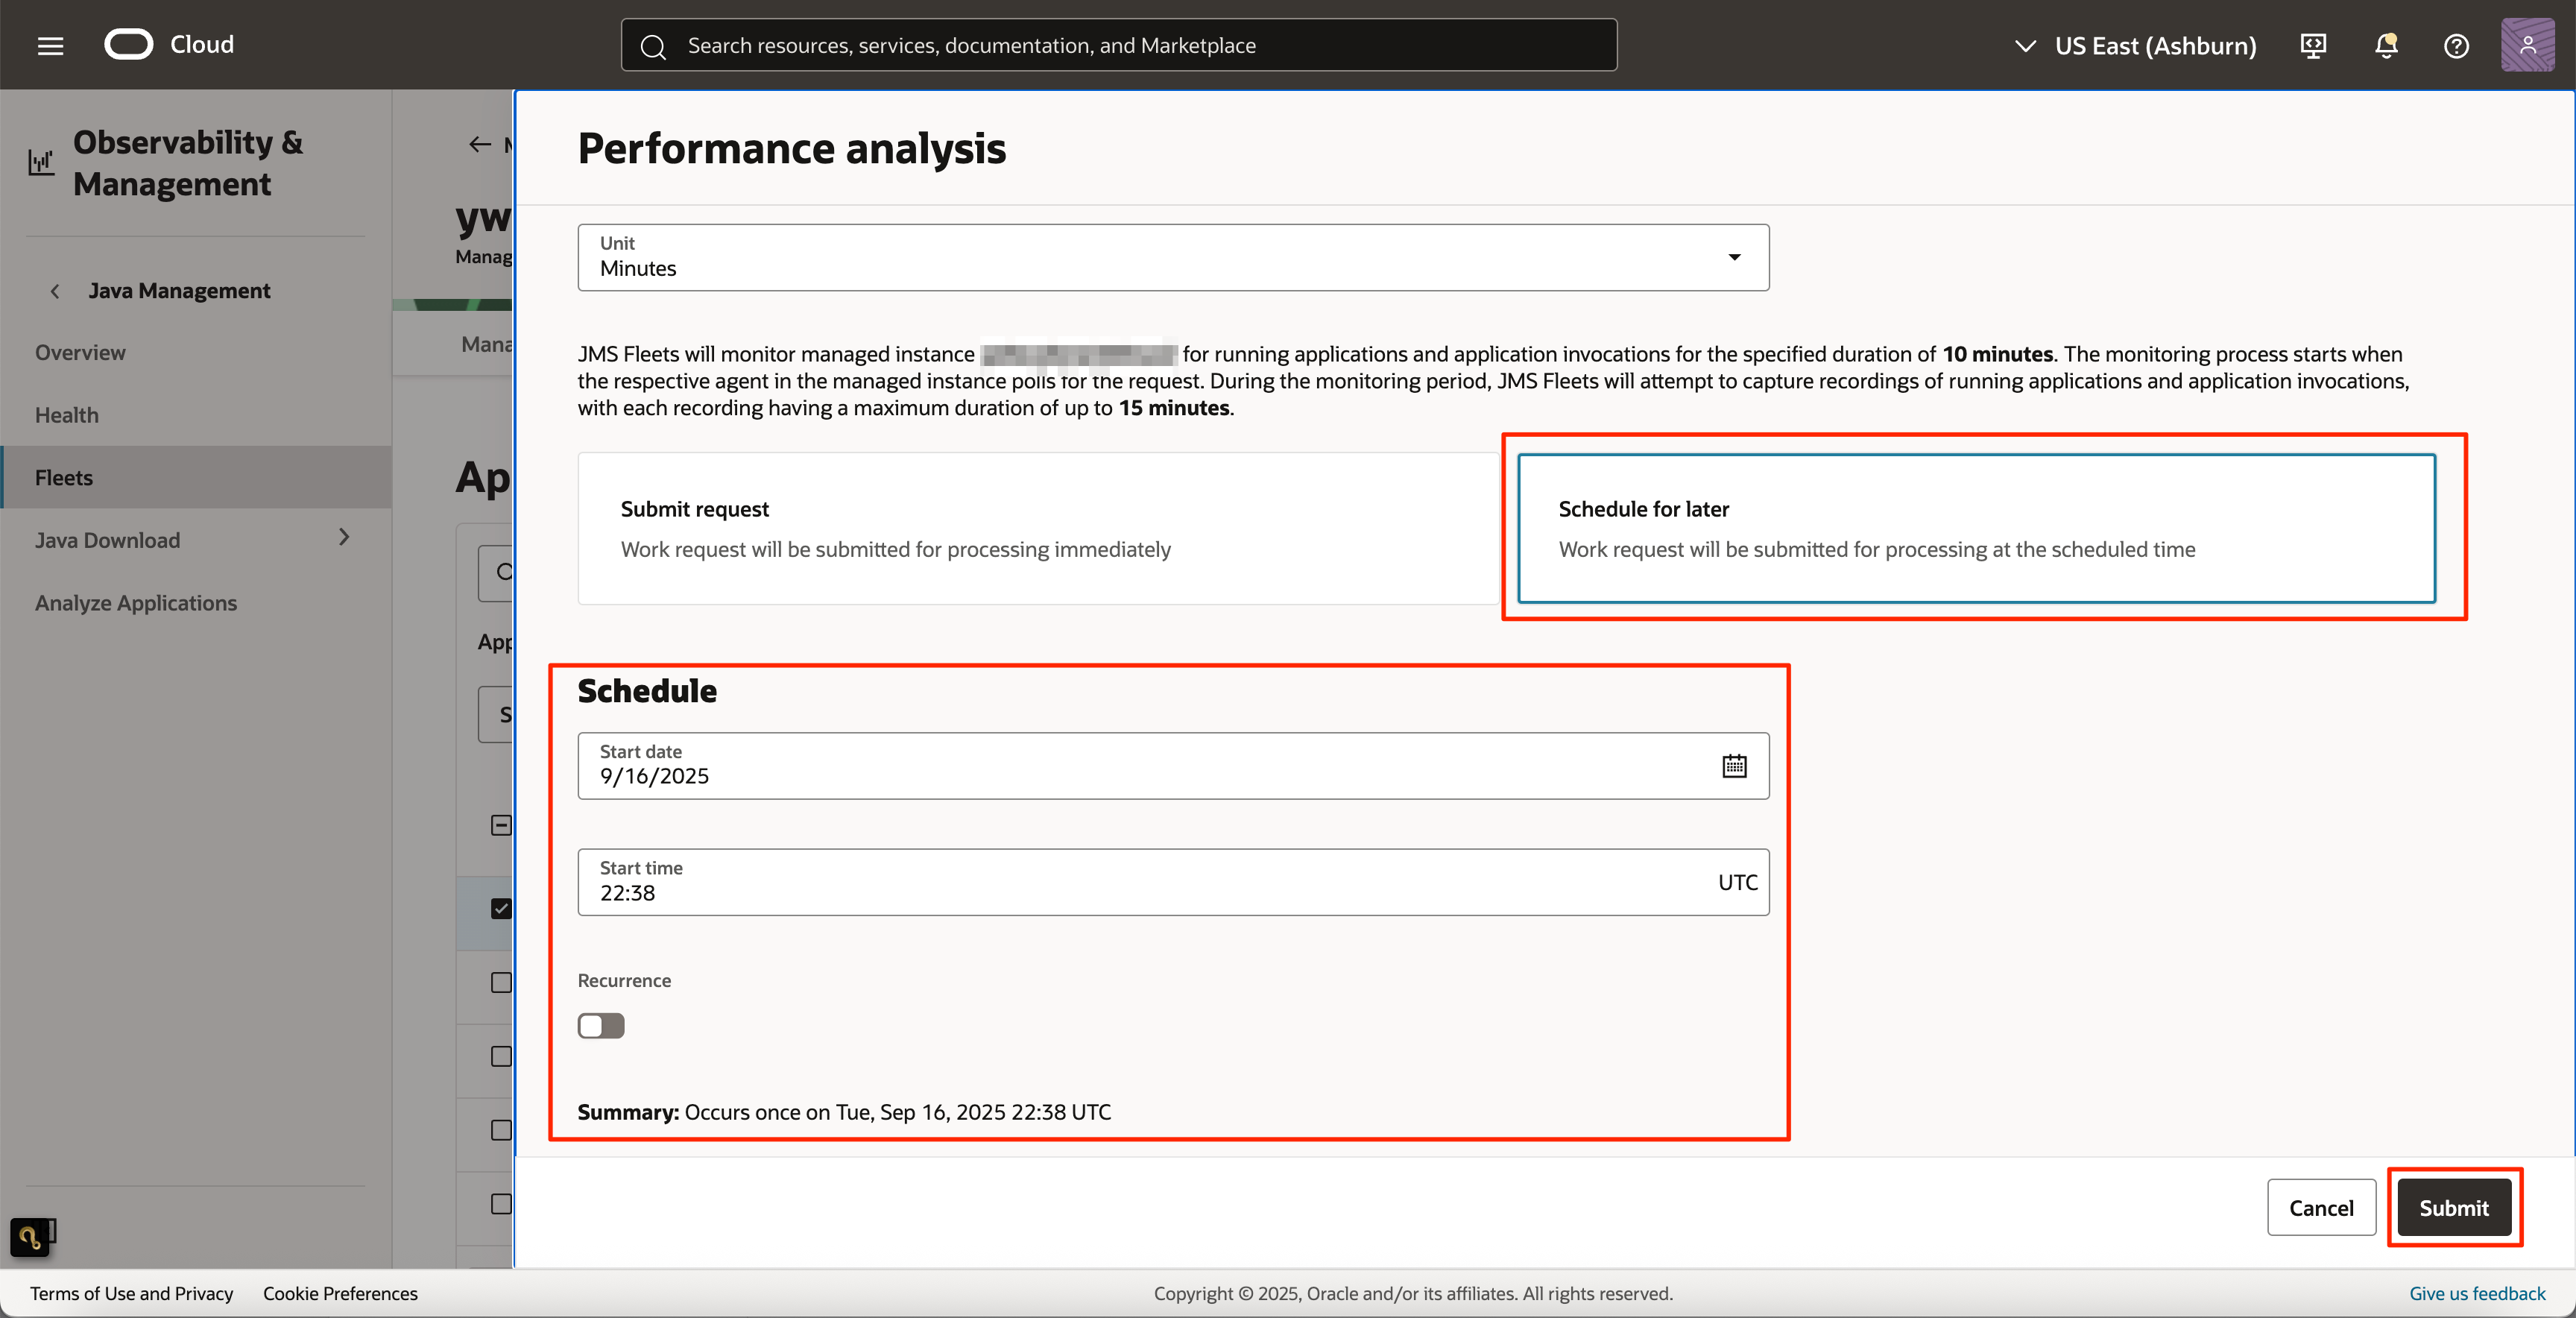 Cloud
Search resources, services, documentation, and Marketplace
US East (Ashburn)
Observability &
Management
Java Management
Overview
Health
Fleets
Java Download
Analyze Applications
yw
Manag
Mana
Ap
App
S
Performance analysis
Unit
Minutes
JMS Fleets will monitor managed instance for running applications and application invocations for the specified duration of 10 minutes. The monitoring process starts when
the respective agent in the managed instance polls for the request. During the monitoring period, JMS Fleets will attempt to capture recordings of running applications and application invocations,
with each recording having a maximum duration of up to 15 minutes.
Submit request
Work request will be submitted for processing immediately
Schedule for later
Work request will be submitted for processing at the scheduled time
Schedule
Start date
9/16/2025
Start time
22:38
UTC
Recurrence
Summary: Occurs once on Tue, Sep 16, 2025 22:38 UTC
Cancel
Submit
Terms of Use and Privacy
Cookie Preferences
Copyright © 2025, Oracle and/or its affiliates. All rights reserved.
Give us feedback